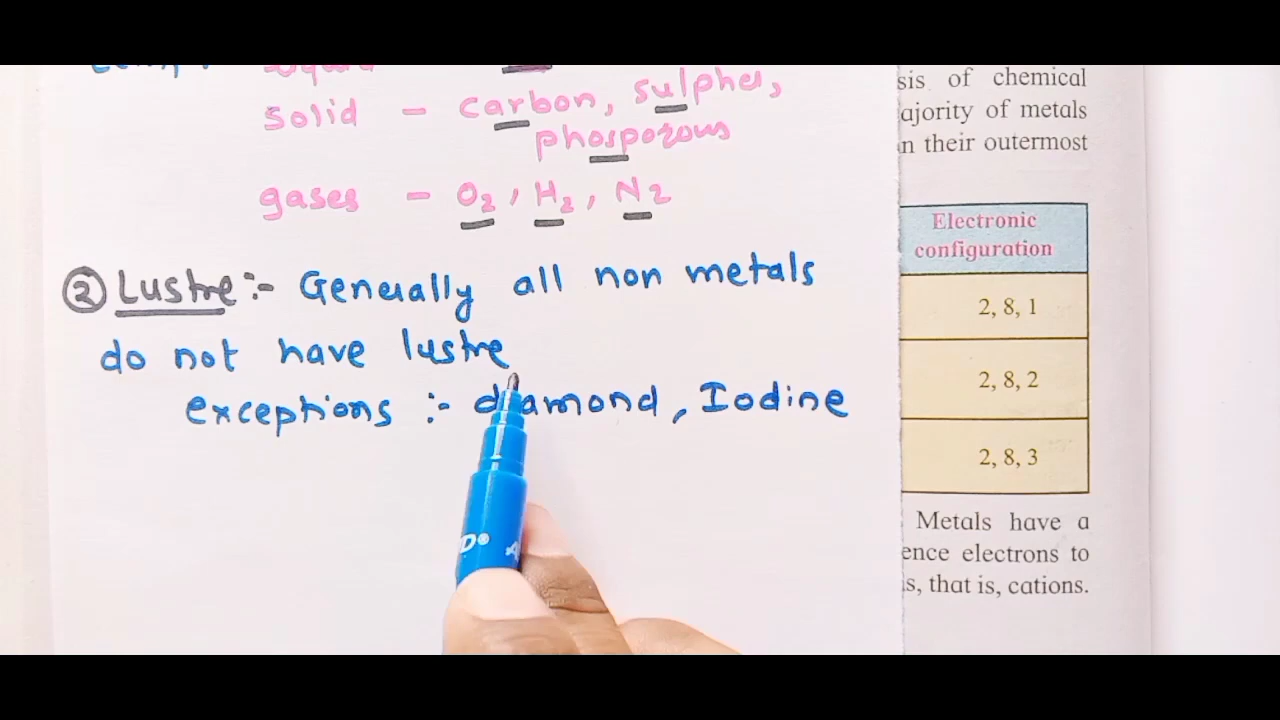 solid - carbon, sulpher,
phosporous
gases - O2, H2, N2
② Lustre :- Generally all non metals
do not have lustre
exceptions :- diamond, Iodine
sis of chemical
ajority of metals
n their outermost
Electronic
configuration
2, 8, 1
2, 8, 2
2, 8, 3
Metals have a
ence electrons to
is, that is, cations.